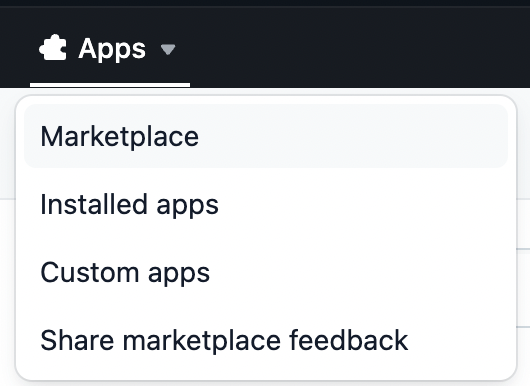 Apps
Marketplace
Installed apps
Custom apps
Share marketplace feedback